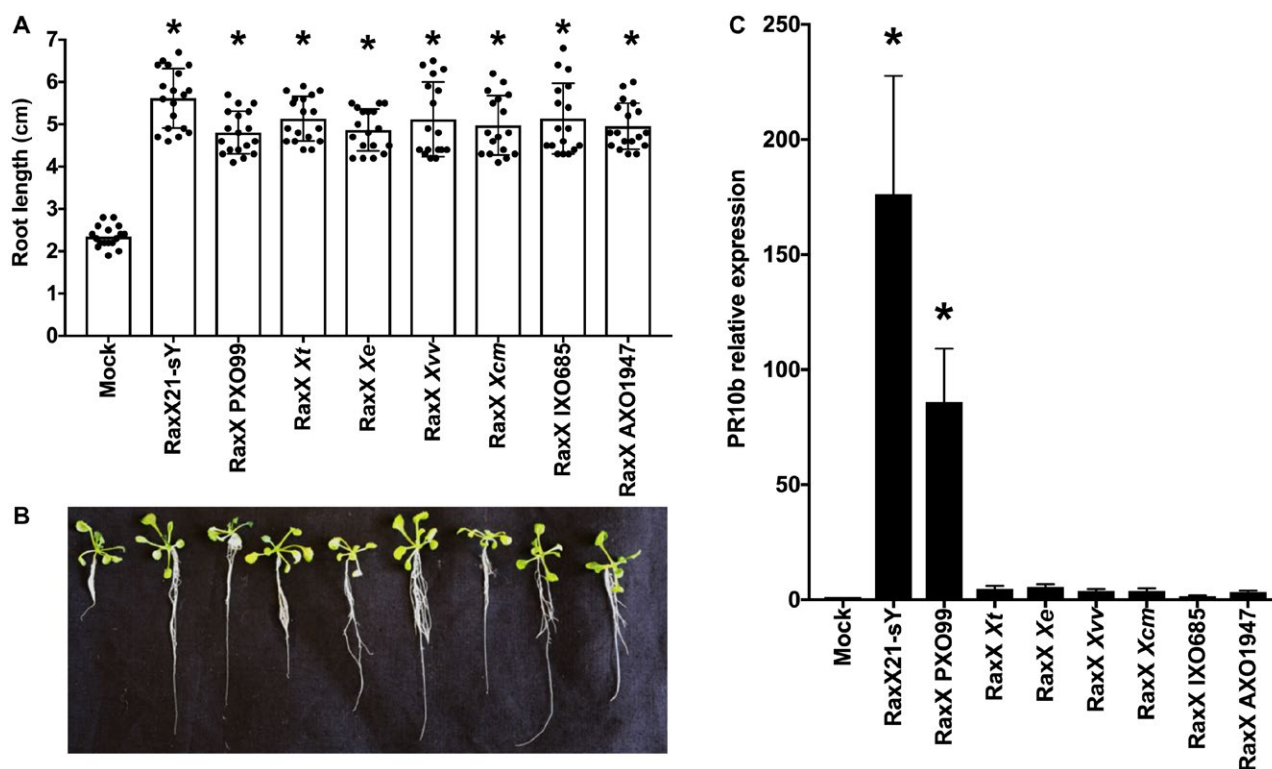 A
*
*
*
*
*
*
*
*
7
6
5
4
3
2
1
0
Root length (cm)
Mock
RaxX21-sY
RaxX PXO99
RaxX Xt
RaxX Xe
RaxX Xvv
RaxX Xcm
RaxX IXO685
RaxX AXO1947
B
C
*
*
250
200
150
100
50
0
PR10b relative expression
Mock
RaxX21-sY
RaxX PXO99
RaxX Xt
RaxX Xe
RaxX Xvv
RaxX Xcm
RaxX IXO685
RaxX AXO1947